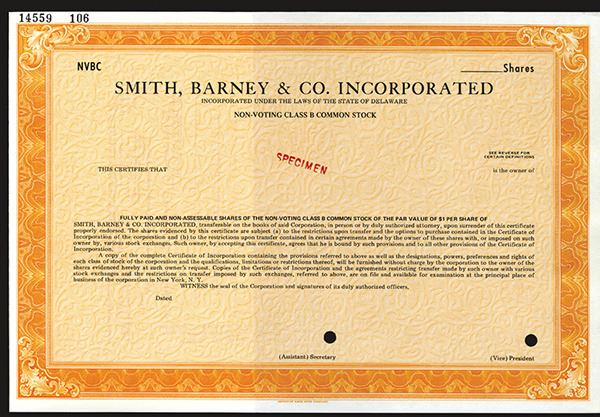 14559 106
NVBC
Shares
SMITH, BARNEY & CO. INCORPORATED
INCORPORATED UNDER THE LAWS OF THE STATE OF DELAWARE
NON-VOTING CLASS B COMMON STOCK
SEE REVERSE FOR
CERTAIN DEFINITIONS
THIS CERTIFIES THAT
SPECIMEN
is the owner of
FULLY PAID AND NON-ASSESSABLE SHARES OF THE NON-VOTING CLASS B COMMON STOCK OF THE PAR VALUE OF $1 PER SHARE OF
SMITH, BARNEY & CO. INCORPORATED, transferable on the books of said Corporation, in person or by duly authorized attorney, upon surrender of this certificate
properly endorsed. The shares evidenced by this certificate are subject (a) to the restrictions upon transfer and the options to purchase contained in the Certificate of
Incorporation of the corporation and (b) to the restrictions upon transfer contained in certain agreements made by the owner of these shares with, or imposed on such
owner by, various stock exchanges. Such owner, by accepting this certificate, agrees that he is bound by such provisions and to all other provisions of the Certificate of
Incorporation.
A copy of the complete Certificate of Incorporation containing the provisions referred to above as well as the designations, powers, preferences and rights of
each class of stock of the corporation and the qualifications, limitations or restrictions thereof, will be furnished without charge by the corporation to the owner of the
shares evidenced hereby at such owner's request. Copies of the Certificate of Incorporation and the agreements restricting transfer made by such owner with various
stock exchanges and the restrictions on transfer imposed by such exchanges, referred to above, are on file and available for examination at the principal place of
business of the corporation in New York, N. Y.
WITNESS the seal of the Corporation and signatures of its duly authorized officers,
Dated
(Assistant) Secretary
(Vice) President